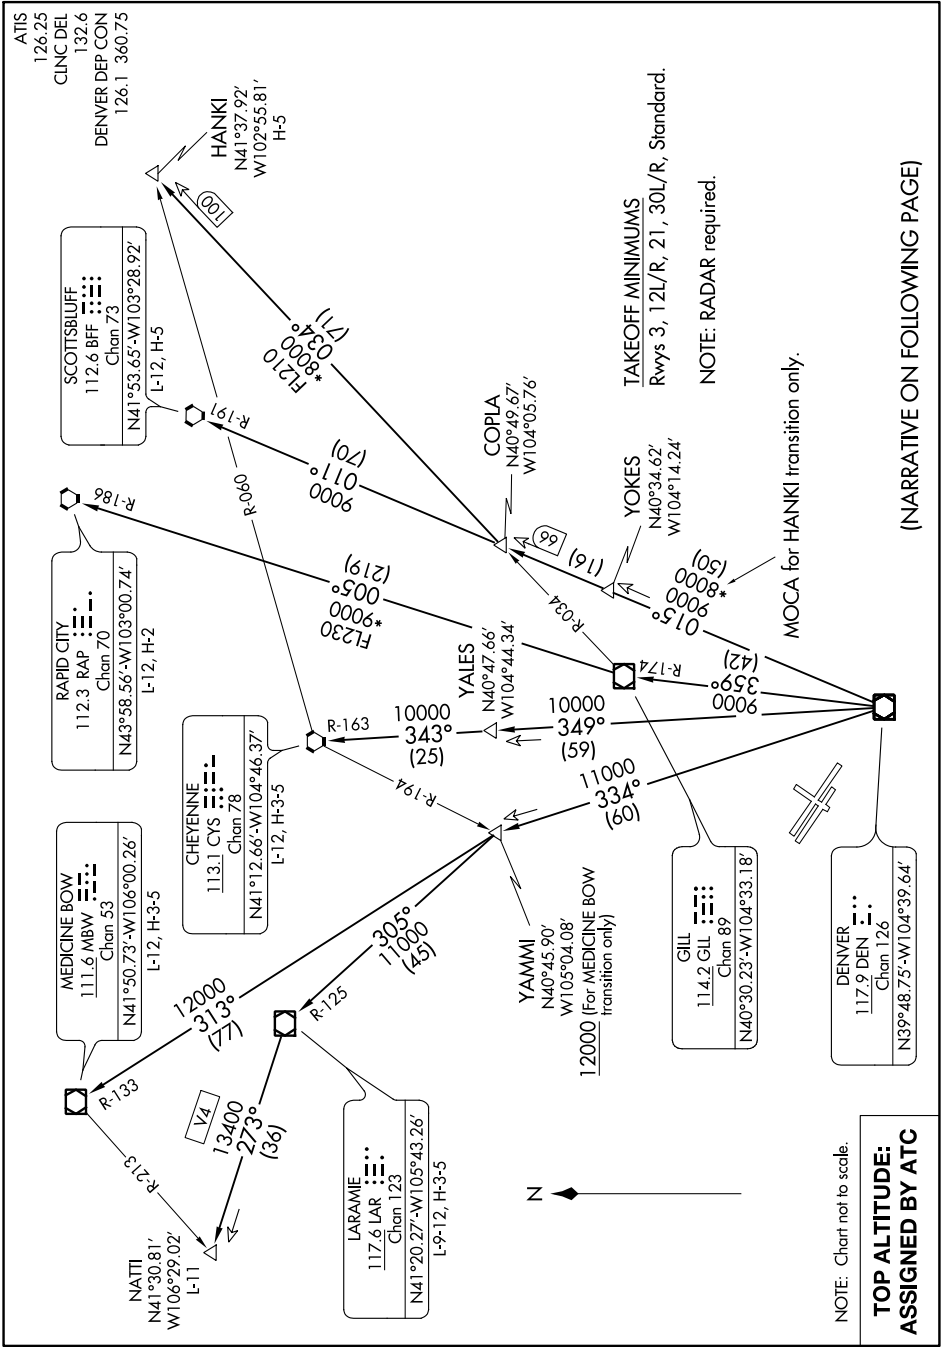 ATIS
126.25
CLNC DEL
132.6
DENVER DEP CON
126.1 360.75
HANKI
N41°37.92′
W102°55.81′
H-5
100
SCOTTSBLUFF
112.6 BFF
Chan 73
N41°53.65′-W103°28.92′
L-12, H-5
R-191
R-060
FL210
*8000
034°
(71)
9000
011°
(70)
RAPID CITY
112.3 RAP
Chan 70
N43°58.56′-W103°00.74′
L-12, H-2
R-186
FL230
*9000
005°
(219)
COPLA
N40°49.67′
W104°05.76′
66
(16)
YOKES
N40°34.62′
W104°14.24′
R-034
9000
*8000
(50)
015°
MOCA for HANKI transition only.
TAKEOFF MINIMUMS
Rwys 3, 12L/R, 21, 30L/R, Standard.
NOTE: RADAR required.
(NARRATIVE ON FOLLOWING PAGE)
CHEYENNE
113.1 CYS
Chan 78
N41°12.66′-W104°46.37′
L-12, H-3-5
R-163
R-194
10000
343°
(25)
YALES
N40°47.66′
W104°44.34′
10000
346°
(59)
R-174
9000
359°
(42)
11000
334°
(60)
MEDICINE BOW
111.6 MBW
Chan 53
N41°50.73′-W106°00.26′
L-12, H-3-5
R-133
12000
313°
(77)
305°
11000
(45)
R-125
YAMMI
N40°45.90′
W105°04.08′
12000 (For MEDICINE BOW
transition only)
GILL
114.2 GLL
Chan 89
N40°30.23′-W104°33.18′
DENVER
117.9 DEN
Chan 126
N39°48.75′-W104°39.64′
V4
13400
273°
(36)
R-213
NATTI
N41°30.81′
W106°29.02′
L-11
LARAMIE
117.6 LAR
Chan 123
N41°20.27′-W105°43.26′
L-9-12, H-3-5
N
NOTE: Chart not to scale.
TOP ALTITUDE:
ASSIGNED BY ATC